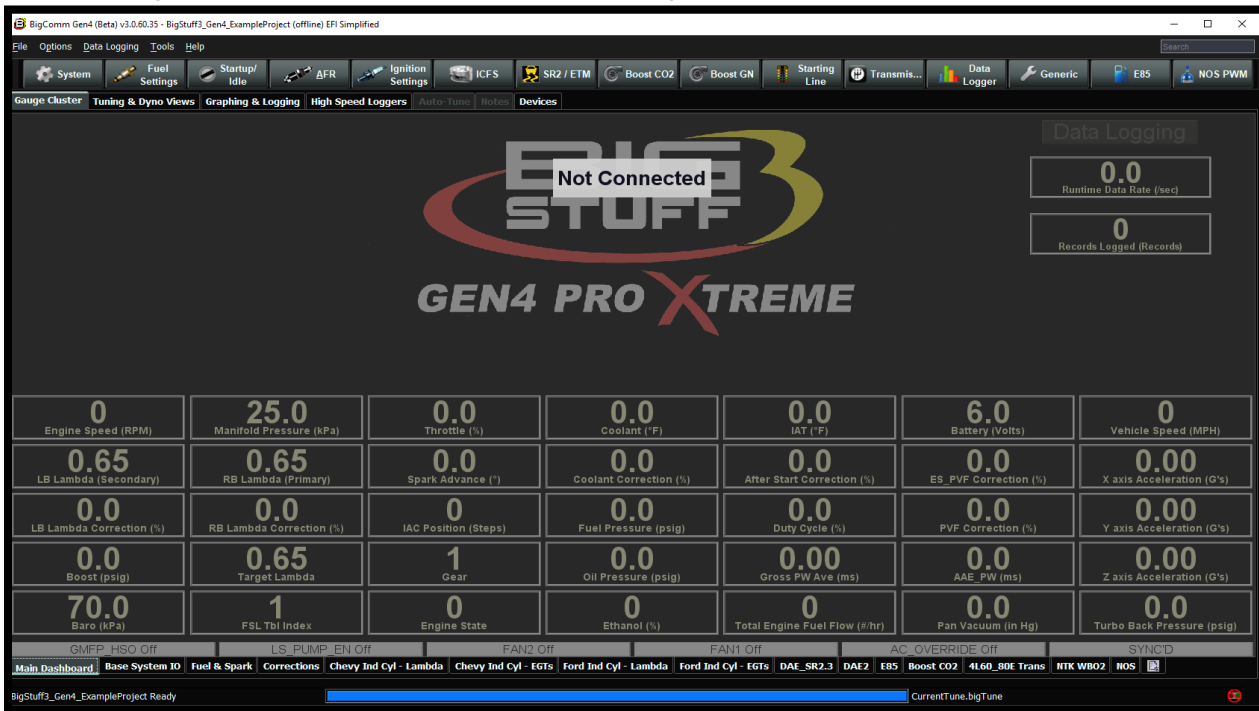 BigComm Gen4 (Beta) v3.0.60.35 - BigStuff3_Gen4_ExampleProject (offline) EFI Simplified
File Options Data Logging Tools Help Search
System Fuel Settings Startup/ Idle AFR Ignition Settings ICFS SR2 / ETM Boost CO2 Boost GN Starting Line Transmis... Data Logger Generic E85 NOS PWM
Gauge Cluster Tuning & Dyno Views Graphing & Logging High Speed Loggers Auto-Tune Notes Devices
Data Logging
BIG 3
Not Connected
STUFF
0.0
Runtime Data Rate (/sec)
0
Records Logged (Records)
GEN4 PRO XTREME
0 25.0 0.0 0.0 0.0 6.0 0
Engine Speed (RPM) Manifold Pressure (kPa) Throttle (%) Coolant (°F) IAT (°F) Battery (Volts) Vehicle Speed (MPH)
0.65 0.65 0.0 0.0 0.0 0.0 0.00
LB Lambda (Secondary) RB Lambda (Primary) Spark Advance (°) Coolant Correction (%) After Start Correction (%) ES_PVF Correction (%) X axis Acceleration (G's)
0.0 0.0 0 0.0 0.0 0.0 0.00
LB Lambda Correction (%) RB Lambda Correction (%) IAC Position (Steps) Fuel Pressure (psig) Duty Cycle (%) PVF Correction (%) Y axis Acceleration (G's)
0.0 0.65 1 0.0 0.00 0.0 0.00
Boost (psig) Target Lambda Gear Oil Pressure (psig) Gross PW Ave (ms) AAE_PW (ms) Z axis Acceleration (G's)
70.0 1 0 0 0 0.0 0.0
Baro (kPa) FSL Tbl Index Engine State Ethanol (%) Total Engine Fuel Flow (#/hr) Pan Vacuum (in Hg) Turbo Back Pressure (psig)
GMFP_HSO Off LS_PUMP_EN Off FAN2 Off FAN1 Off AC_OVERRIDE Off SYNC'D
Main Dashboard Base System IO Fuel & Spark Corrections Chevy Ind Cyl - Lambda Chevy Ind Cyl - EGTs Ford Ind Cyl - Lambda Ford Ind Cyl - EGTs DAE_SR2.3 DAE2 E85 Boost CO2 4L60_80E Trans NTK WBO2 NOS
BigStuff3_Gen4_ExampleProject Ready CurrentTune.bigTune